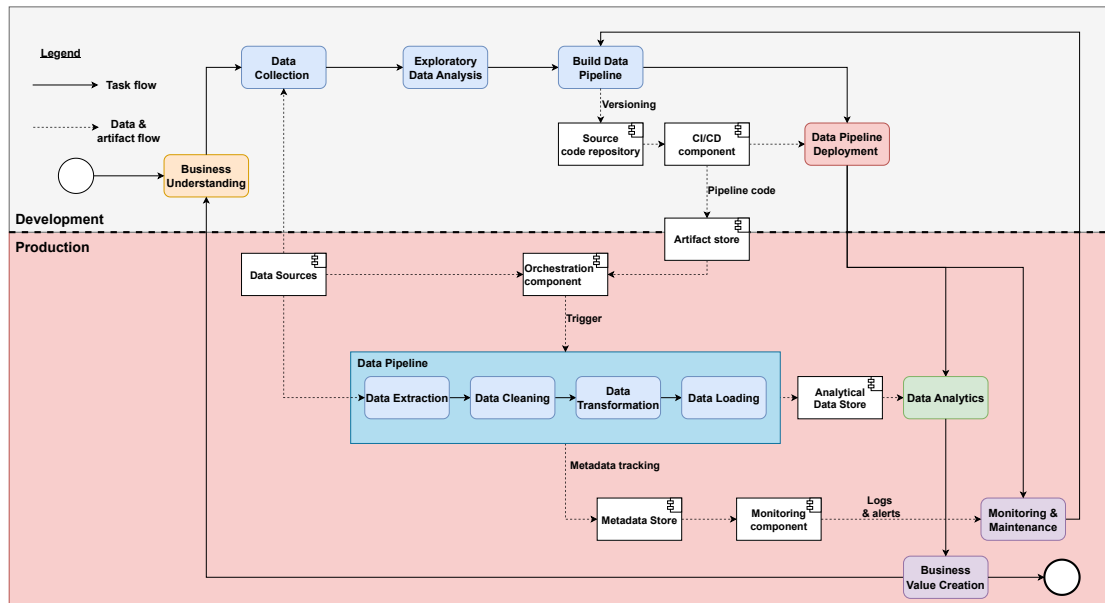 Legend
Task flow
Data &
artifact flow
Data
Collection
Exploratory
Data Analysis
Build Data
Pipeline
Versioning
Source
code repository
CI/CD
component
Data Pipeline
Deployment
Business
Understanding
Pipeline code
Development
Artifact store
Production
Data Sources
Orchestration
component
Trigger
Data Pipeline
Data Extraction
Data Cleaning
Data
Transformation
Data Loading
Analytical
Data Store
Data Analytics
Metadata tracking
Metadata Store
Monitoring
component
Logs
& alerts
Monitoring &
Maintenance
Business
Value Creation